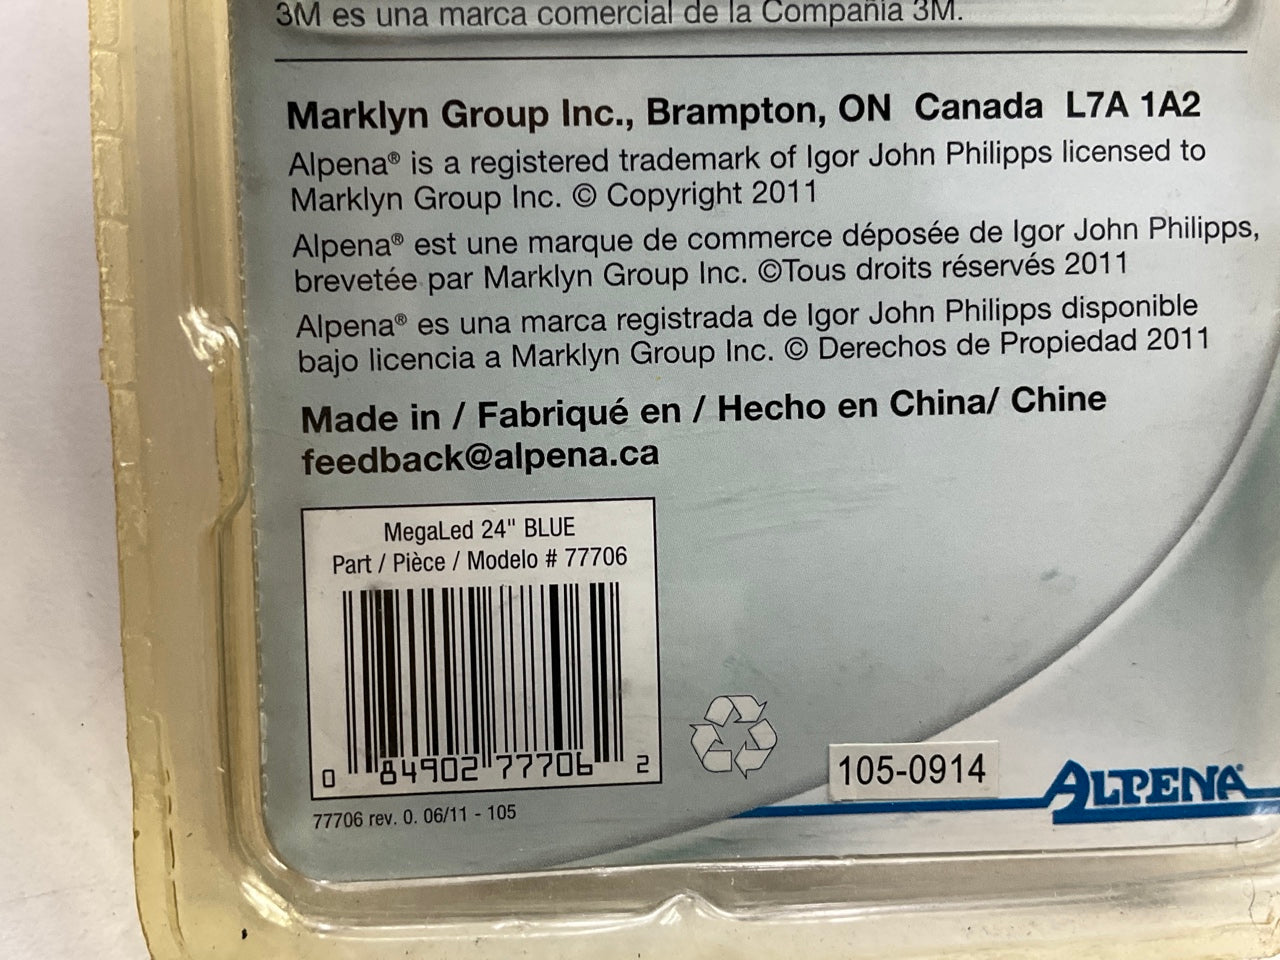 3M es una marca comercial de la Compañia 3M.
Marklyn Group Inc., Brampton, ON Canada L7A 1A2
Alpena® is a registered trademark of Igor John Philipps licensed to
Marklyn Group Inc. © Copyright 2011
Alpena® est une marque de commerce déposée de Igor John Philipps,
brevetée par Marklyn Group Inc. ©Tous droits réservés 2011
Alpena® es una marca registrada de Igor John Philipps disponible
bajo licencia a Marklyn Group Inc. © Derechos de Propiedad 2011
Made in / Fabriqué en / Hecho en China/ Chine
feedback@alpena.ca
MegaLed 24" BLUE
Part / Pièce / Modelo # 77706
0 84902 77706 2
77706 rev. 0. 06/11 - 105
105-0914
ALPENA®